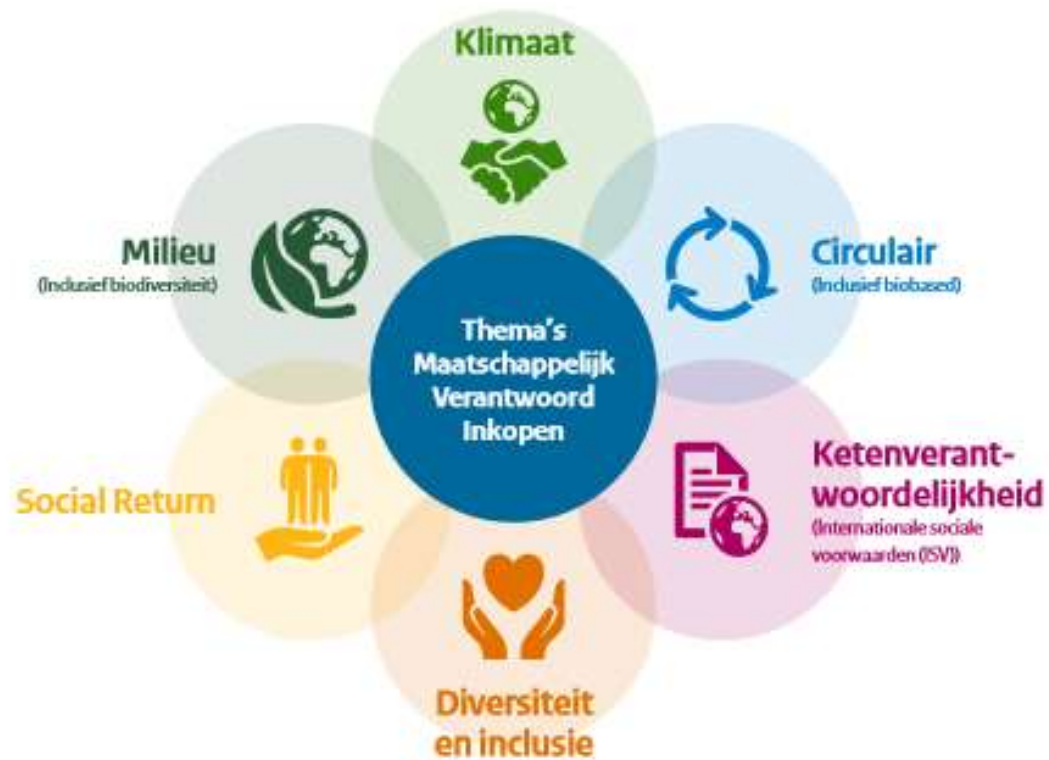 Klimaat
Milieu
(Inclusief biodiversiteit)
Circulair
(Inclusief biobased)
Thema's
Maatschappelijk
Verantwoord
Inkopen
Social Return
Ketenverant-
woordelijkheid
(Internationale sociale
voorwaarden (ISV))
Diversiteit
en inclusie